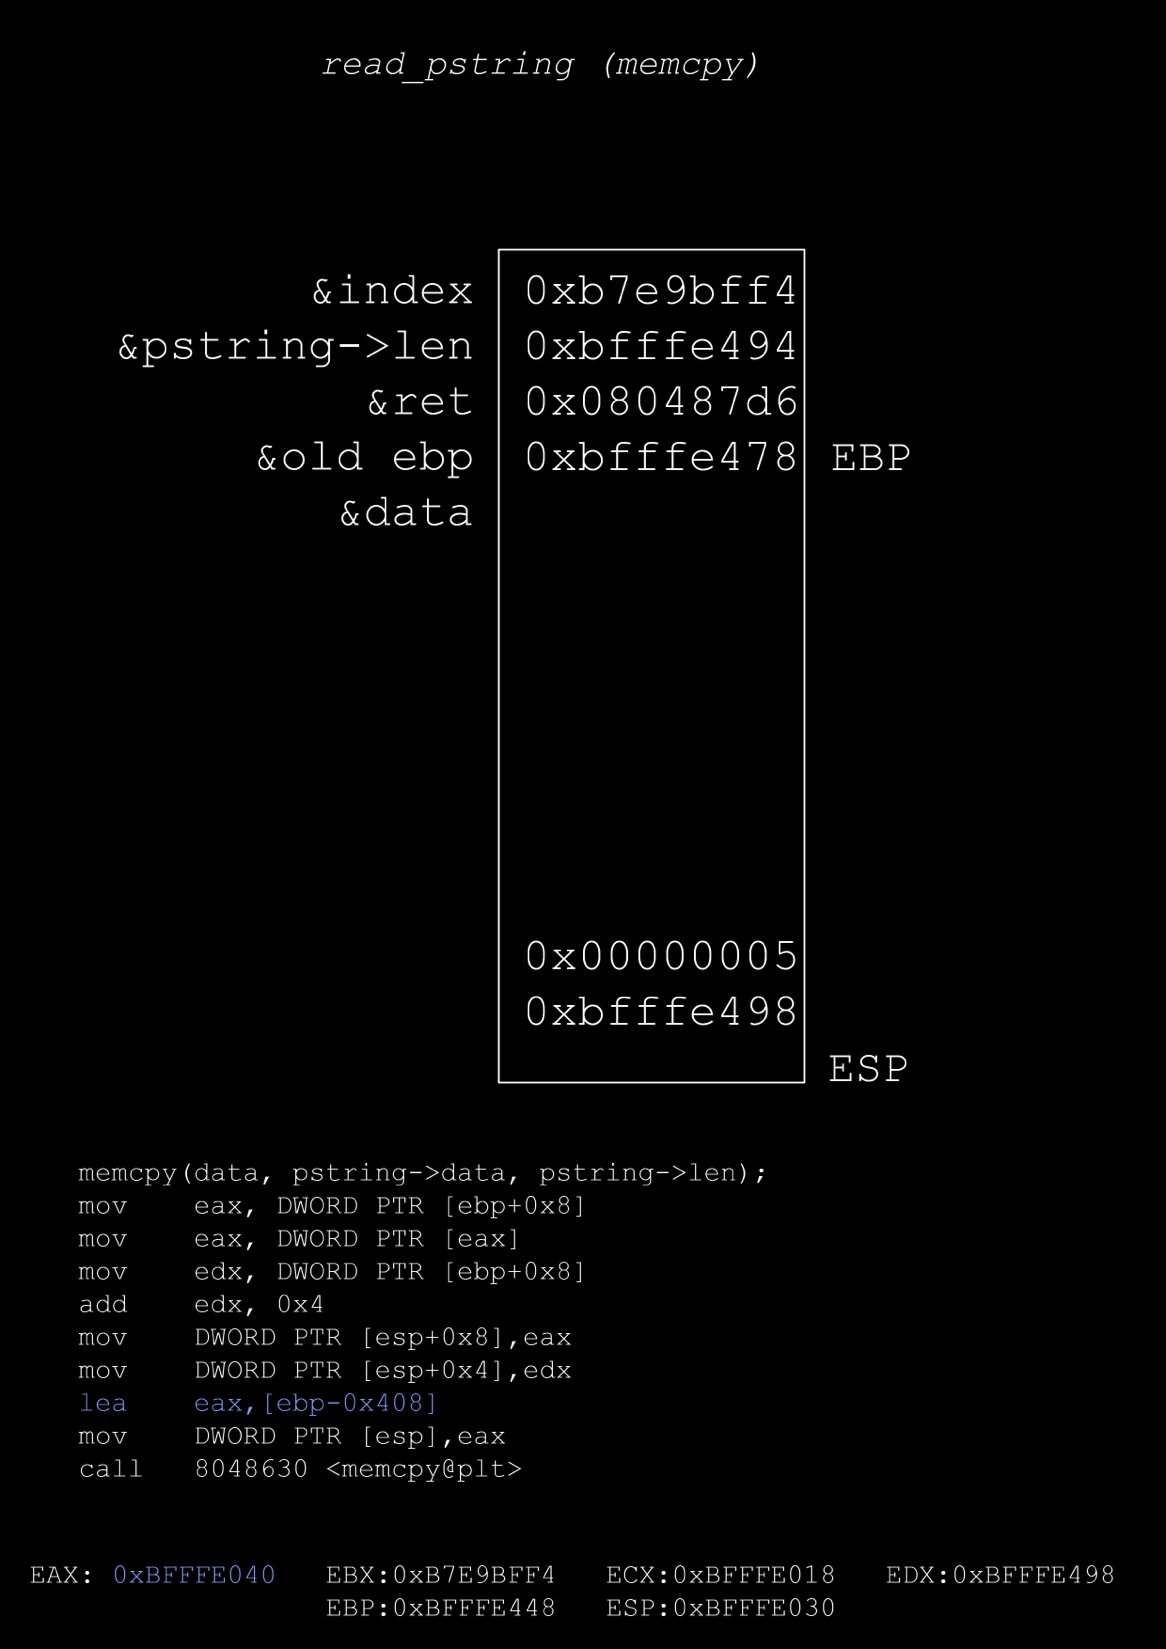 read_pstring (memcpy)
&index 0xb7e9bff4
&pstring->len 0xbfffe494
&ret 0x080487d6
&old ebp 0xbfffe478 EBP
&data
0x00000005
0xbfffe498
ESP
memcpy(data, pstring->data, pstring->len);
mov eax, DWORD PTR [ebp+0x8]
mov eax, DWORD PTR [eax]
mov edx, DWORD PTR [ebp+0x8]
add edx, 0x4
mov DWORD PTR [esp+0x8],eax
mov DWORD PTR [esp+0x4],edx
lea eax,[ebp-0x408]
mov DWORD PTR [esp],eax
call 8048630 <memcpy@plt>
EAX: 0xBFFFE040 EBX:0xB7E9BFF4 ECX:0xBFFFE018 EDX:0xBFFFE498
EBP:0xBFFFE448 ESP:0xBFFFE030